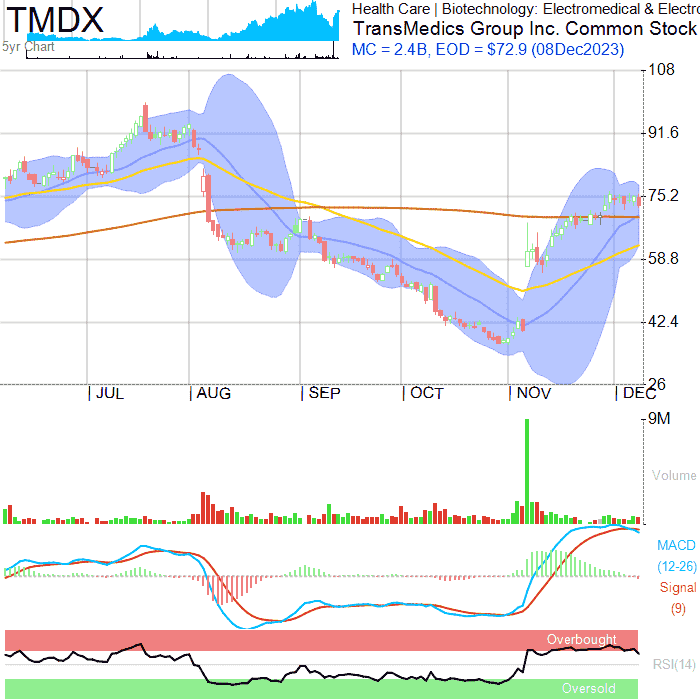 TMDX
Health Care | Biotechnology: Electromedical & Electro
TransMedics Group Inc. Common Stock
5yr Chart
MC = 2.4B, EOD = $72.9 (08Dec2023)
108
91.6
75.2
58.8
42.4
26
JUL AUG SEP OCT NOV DEC
9M
Volume
MACD
(12-26)
Signal
(9)
Overbought
RSI(14)
Oversold